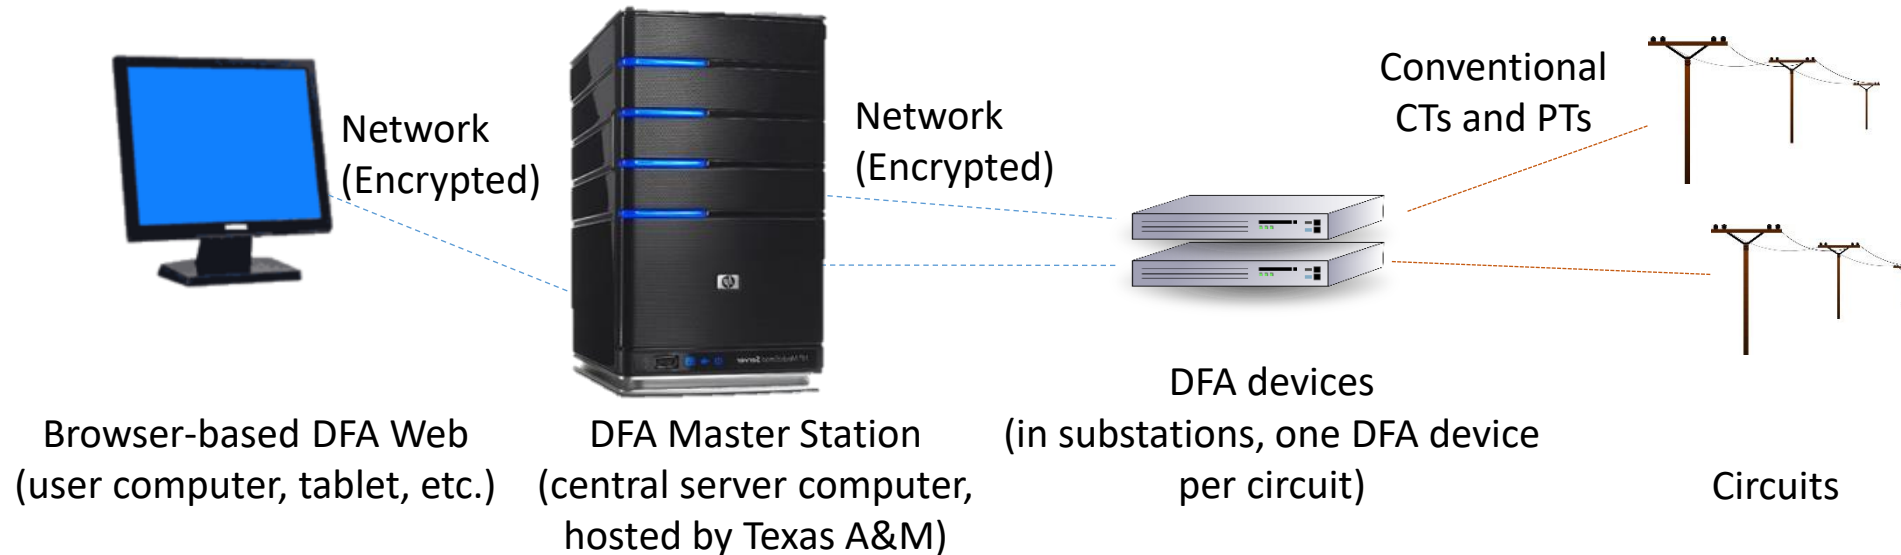 Network
(Encrypted)
Network
(Encrypted)
Conventional
CTs and PTs
hp
Browser-based DFA Web
(user computer, tablet, etc.)
DFA Master Station
(central server computer,
hosted by Texas A&M)
DFA devices
(in substations, one DFA device
per circuit)
Circuits